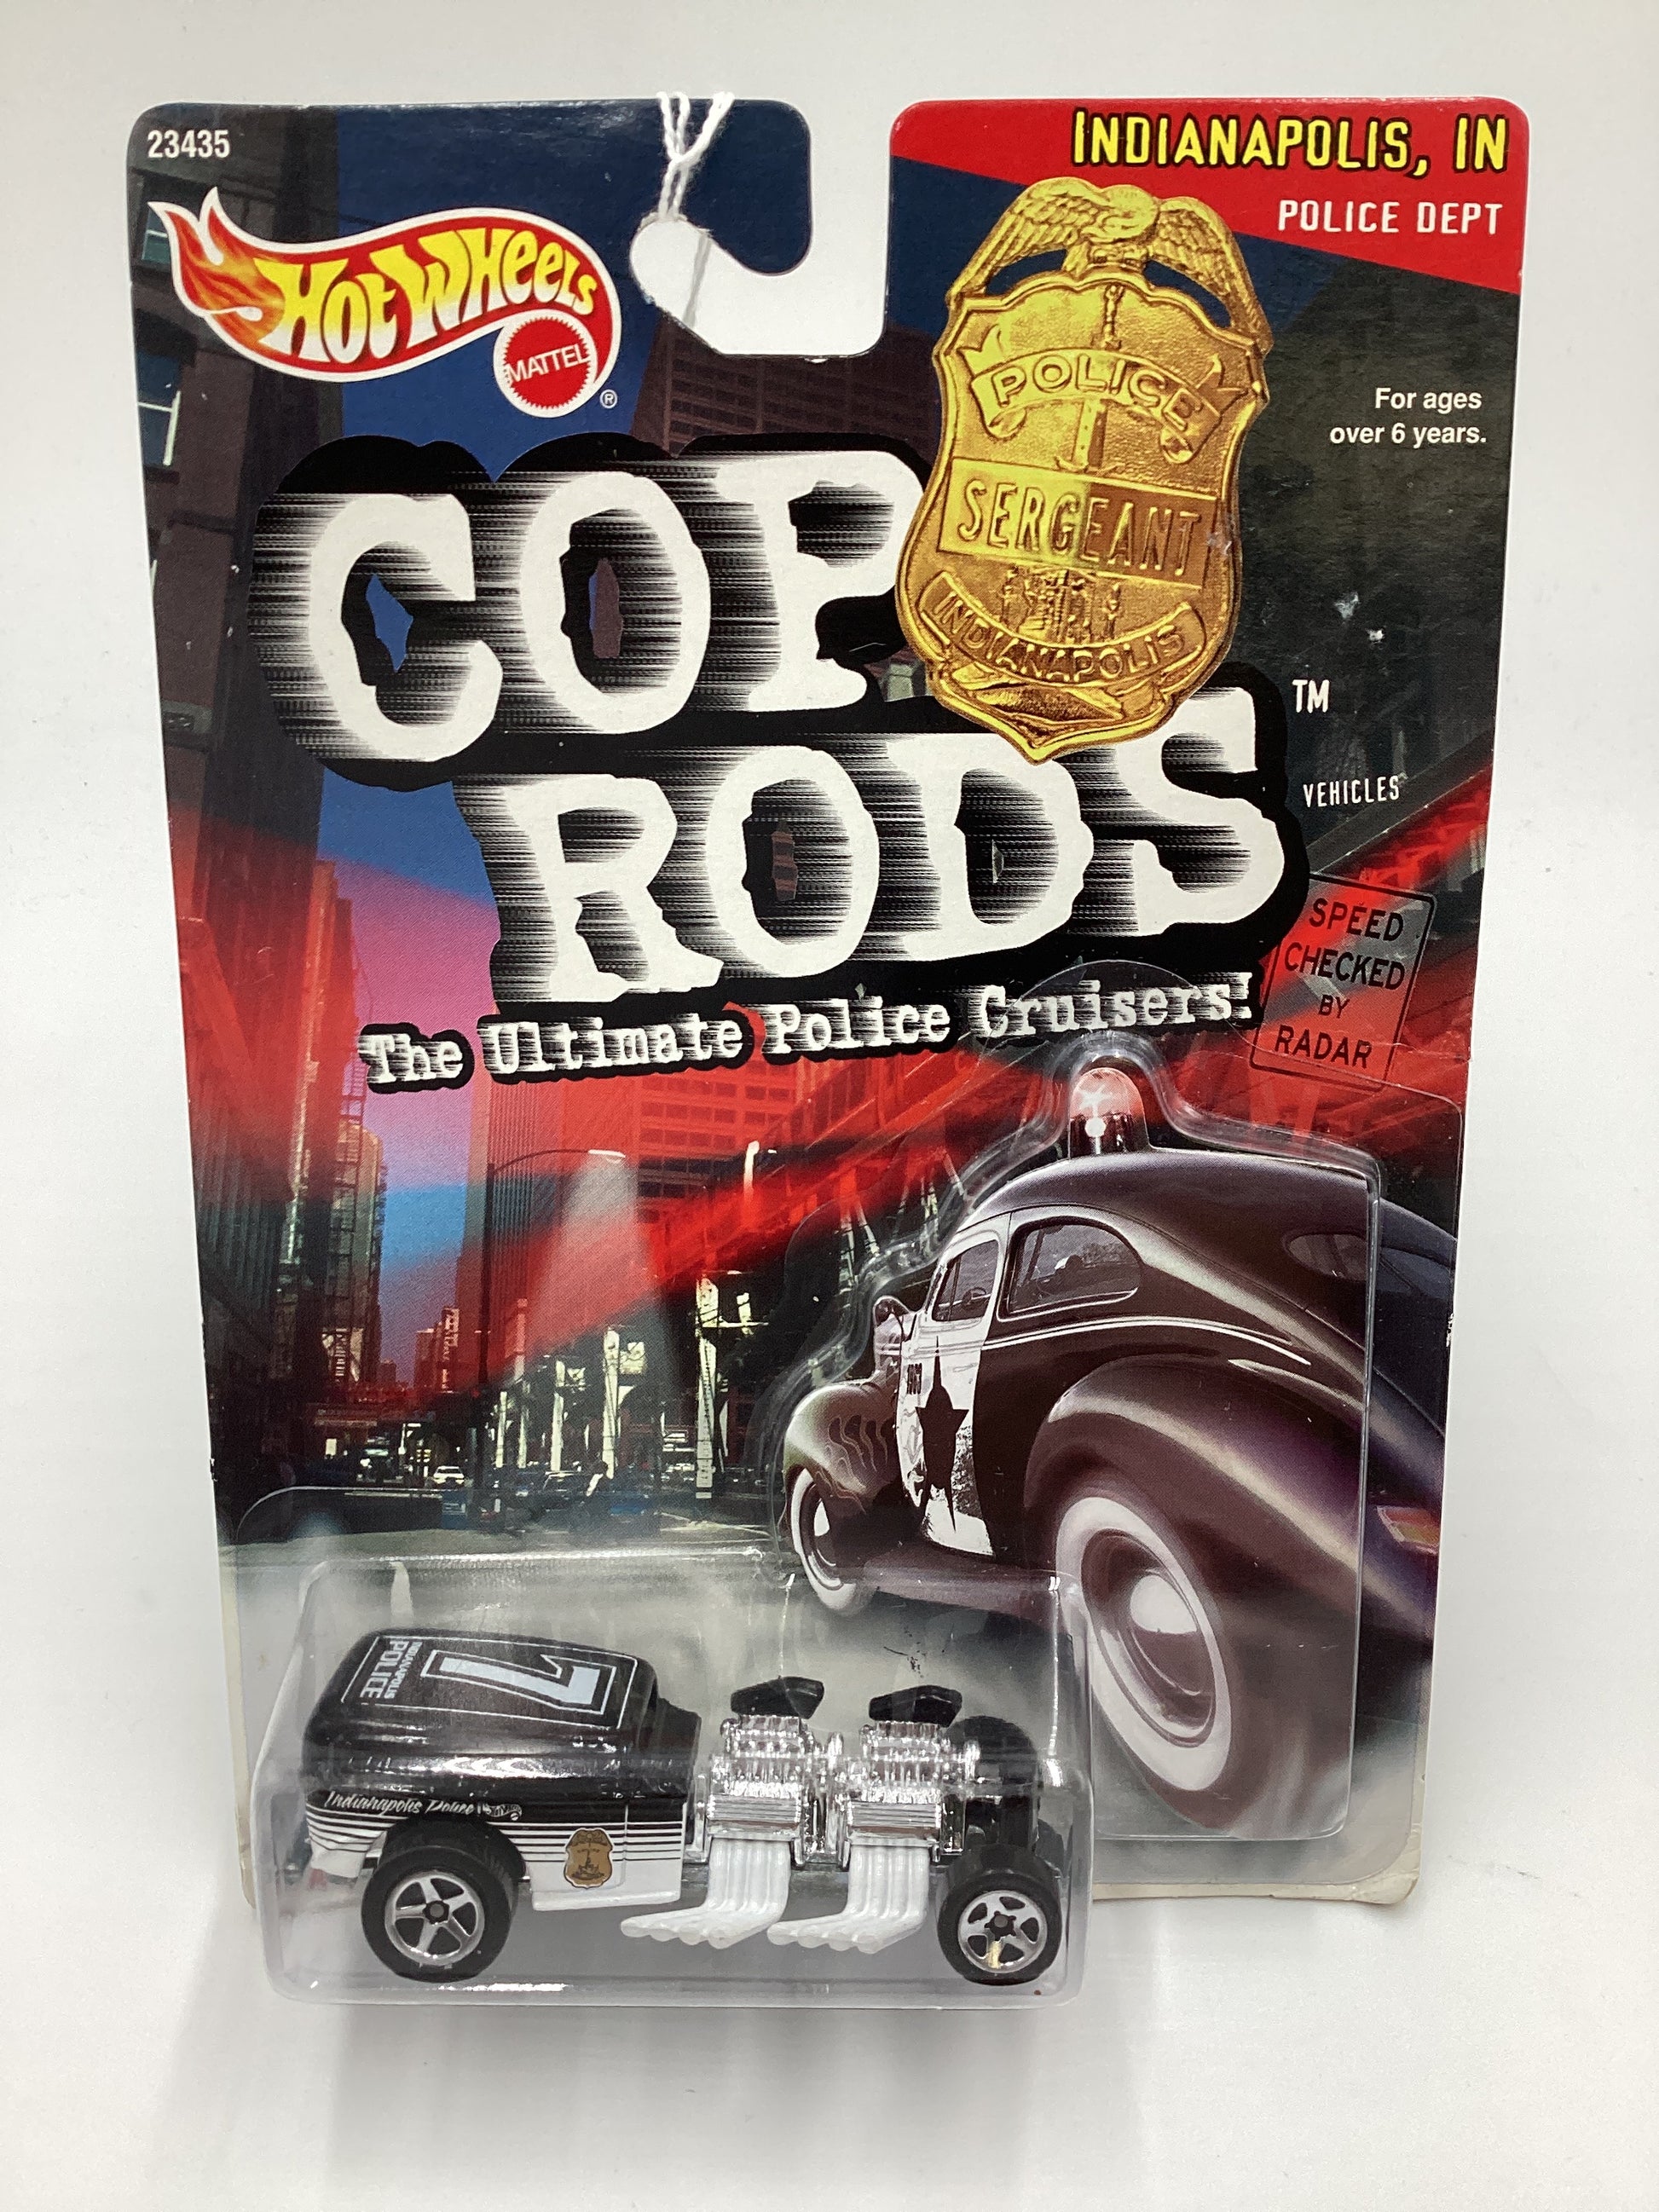 23435
INDIANAPOLIS, IN
POLICE DEPT
HOT WHEELS
MATTEL
®
For ages
over 6 years.
POLICE
SERGEANT
INDIANAPOLIS
COP
RODS
TM
VEHICLES
The Ultimate Police Cruisers!
SPEED
CHECKED
BY
RADAR
7
INDIANAPOLIS
POLICE
Indianapolis Police